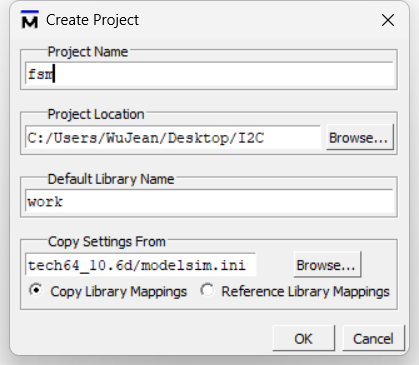 Create Project
Project Name
fsm
Project Location
C:/Users/WuJean/Desktop/I2C
Browse...
Default Library Name
work
Copy Settings From
tech64_10.6d/modelsim.ini
Browse...
Copy Library Mappings
Reference Library Mappings
OK
Cancel